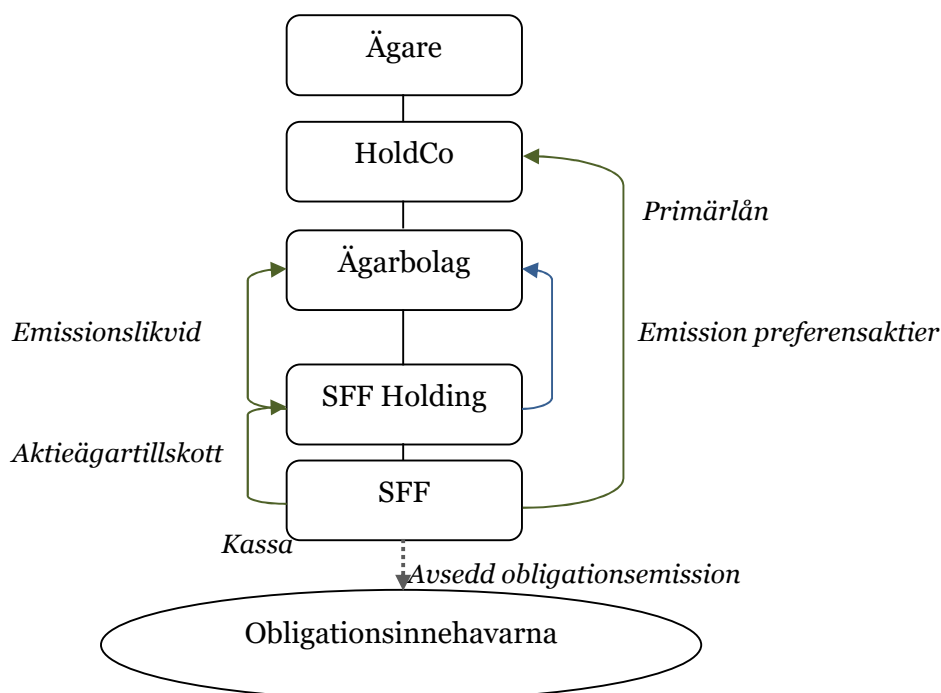 Ägare
HoldCo
Primärlån
Ägarbolag
Emissionslikvid
Emission preferensaktier
SFF Holding
Aktieägartillskott
SFF
Kassa
Avsedd obligationsemission
Obligationsinnehavarna